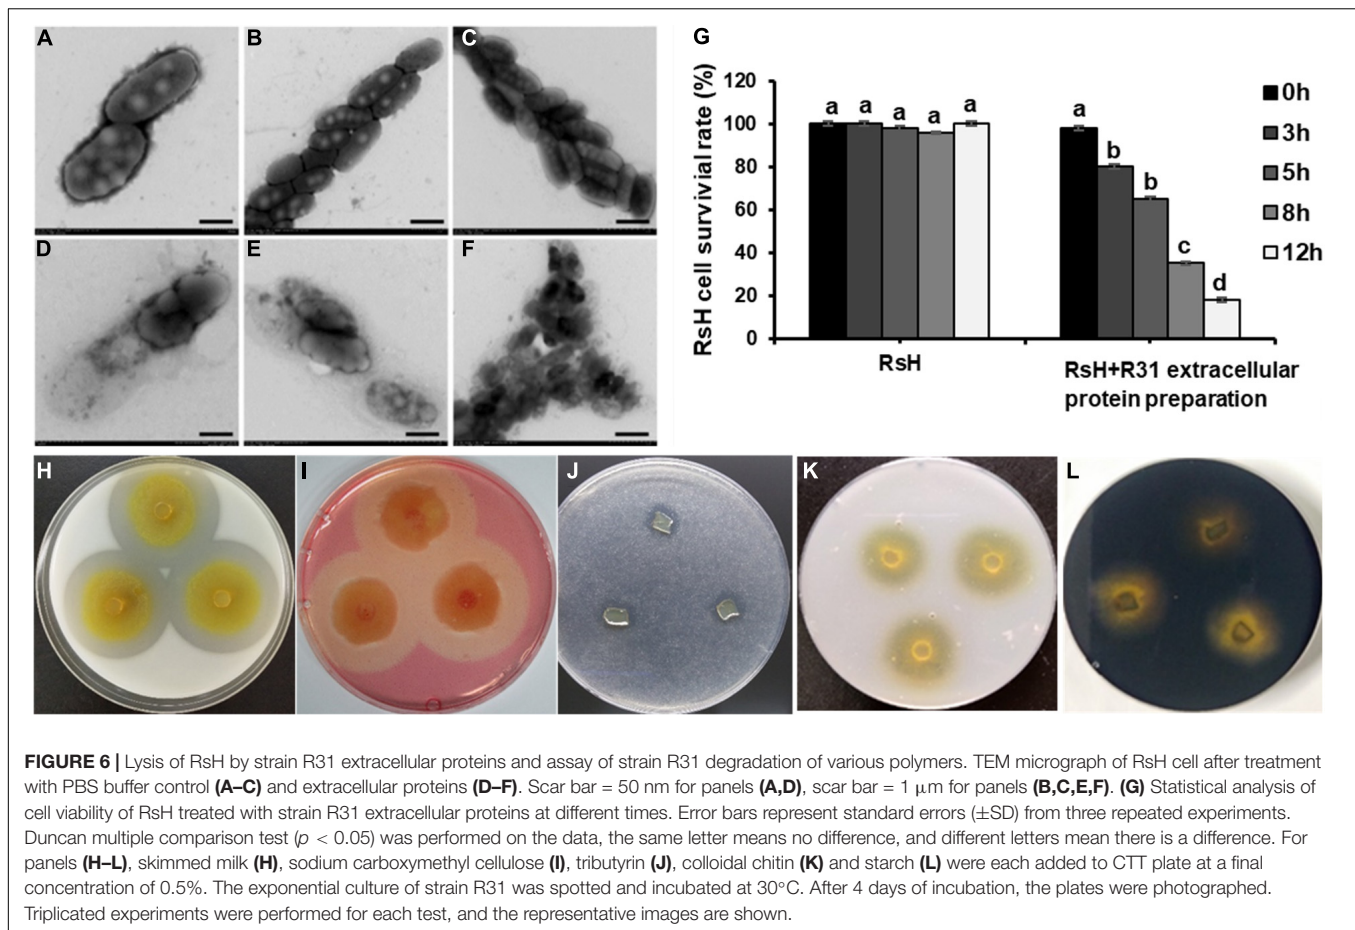 A
B
C
D
E
F
G
RsH cell survivial rate (%)
120
100
80
60
40
20
0
a a a a a
a b b c d
RsH
RsH+R31 extracellular
protein preparation
0h
3h
5h
8h
12h
H
I
J
K
L
FIGURE 6 | Lysis of RsH by strain R31 extracellular proteins and assay of strain R31 degradation of various polymers. TEM micrograph of RsH cell after treatment
with PBS buffer control (A–C) and extracellular proteins (D–F). Scar bar = 50 nm for panels (A,D), scar bar = 1 μm for panels (B,C,E,F). (G) Statistical analysis of
cell viability of RsH treated with strain R31 extracellular proteins at different times. Error bars represent standard errors (±SD) from three repeated experiments.
Duncan multiple comparison test (p < 0.05) was performed on the data, the same letter means no difference, and different letters mean there is a difference. For
panels (H–L), skimmed milk (H), sodium carboxymethyl cellulose (I), tributyrin (J), colloidal chitin (K) and starch (L) were each added to CTT plate at a final
concentration of 0.5%. The exponential culture of strain R31 was spotted and incubated at 30°C. After 4 days of incubation, the plates were photographed.
Triplicated experiments were performed for each test, and the representative images are shown.